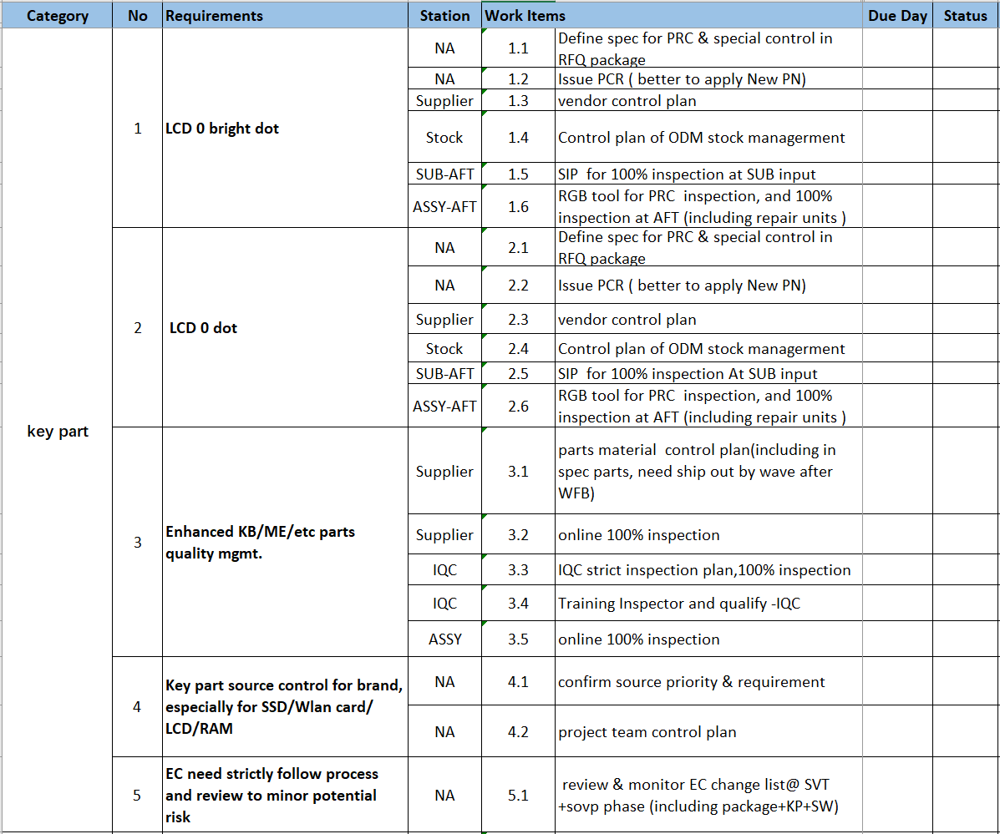 Category No Requirements Station Work Items Due Day Status
key part
1 LCD 0 bright dot
NA 1.1 Define spec for PRC & special control in
RFQ package
NA 1.2 Issue PCR ( better to apply New PN)
Supplier 1.3 vendor control plan
Stock 1.4 Control plan of ODM stock managerment
SUB-AFT 1.5 SIP  for 100% inspection at SUB input
ASSY-AFT 1.6 RGB tool for PRC  inspection, and 100%
inspection at AFT (including repair units )
2 LCD 0 dot
NA 2.1 Define spec for PRC & special control in
RFQ package
NA 2.2 Issue PCR ( better to apply New PN)
Supplier 2.3 vendor control plan
Stock 2.4 Control plan of ODM stock managerment
SUB-AFT 2.5 SIP  for 100% inspection At SUB input
ASSY-AFT 2.6 RGB tool for PRC  inspection, and 100%
inspection at AFT (including repair units )
3 Enhanced KB/ME/etc parts
quality mgmt.
Supplier 3.1 parts material  control plan(including in
spec parts, need ship out by wave after
WFB)
Supplier 3.2 online 100% inspection
IQC 3.3 IQC strict inspection plan,100% inspection
IQC 3.4 Training Inspector and qualify -IQC
ASSY 3.5 online 100% inspection
4 Key part source control for brand,
especially for SSD/Wlan card/
LCD/RAM
NA 4.1 confirm source priority & requirement
NA 4.2 project team control plan
5 EC need strictly follow process
and review to minor potential
risk
NA 5.1 review & monitor EC change list@ SVT
+sovp phase (including package+KP+SW)